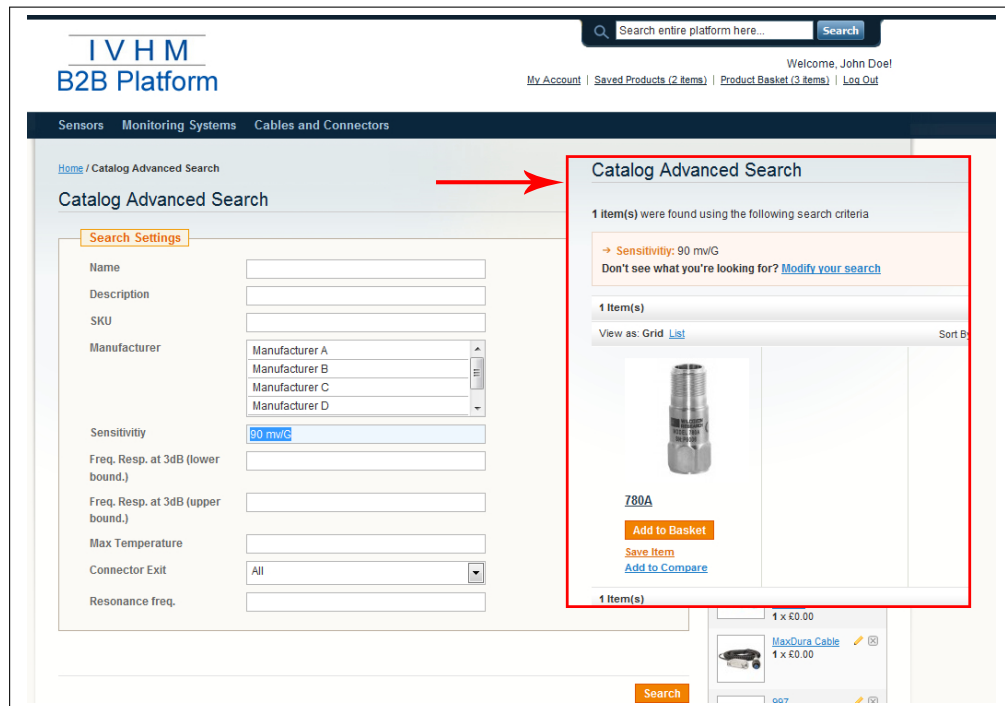 I V H M
B2B Platform
Search entire platform here...
Search
Welcome, John Doe!
My Account | Saved Products (2 items) | Product Basket (3 items) | Log Out
Sensors Monitoring Systems Cables and Connectors
Home / Catalog Advanced Search
Catalog Advanced Search
Search Settings
Name
Description
SKU
Manufacturer
Manufacturer A
Manufacturer B
Manufacturer C
Manufacturer D
Sensitivitiy
90 mv/G
Freq. Resp. at 3dB (lower
bound.)
Freq. Resp. at 3dB (upper
bound.)
Max Temperature
Connector Exit
All
Resonance freq.
Search
Catalog Advanced Search
1 item(s) were found using the following search criteria
→ Sensitivitiy: 90 mv/G
Don't see what you're looking for? Modify your search
1 Item(s)
View as: Grid List
Sort By
780A
Add to Basket
Save Item
Add to Compare
1 Item(s)
1 x £0.00
MaxDura Cable
1 x £0.00
997